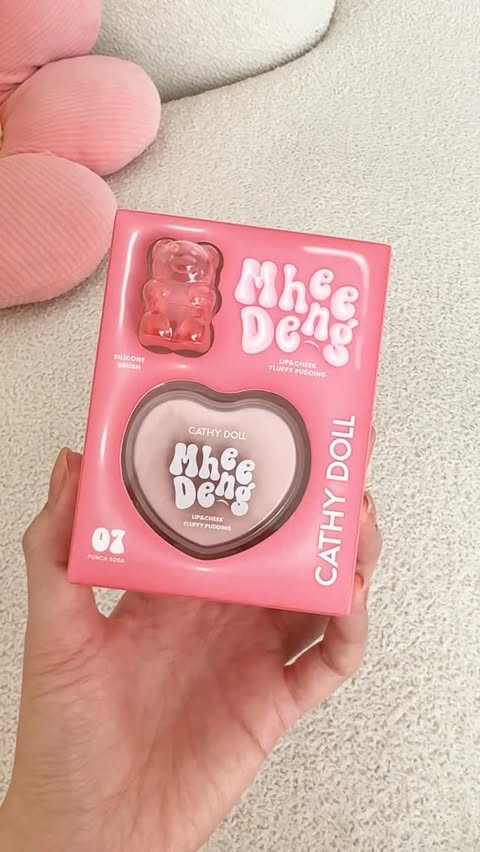 Mhee
Deng
LIP&CHEEK
FLUFFY PUDDING
SILICONE
BRUSH
CATHY DOLL
Mhee
Deng
LIP&CHEEK
FLUFFY PUDDING
CATHY DOLL
07
PUNCH SODA